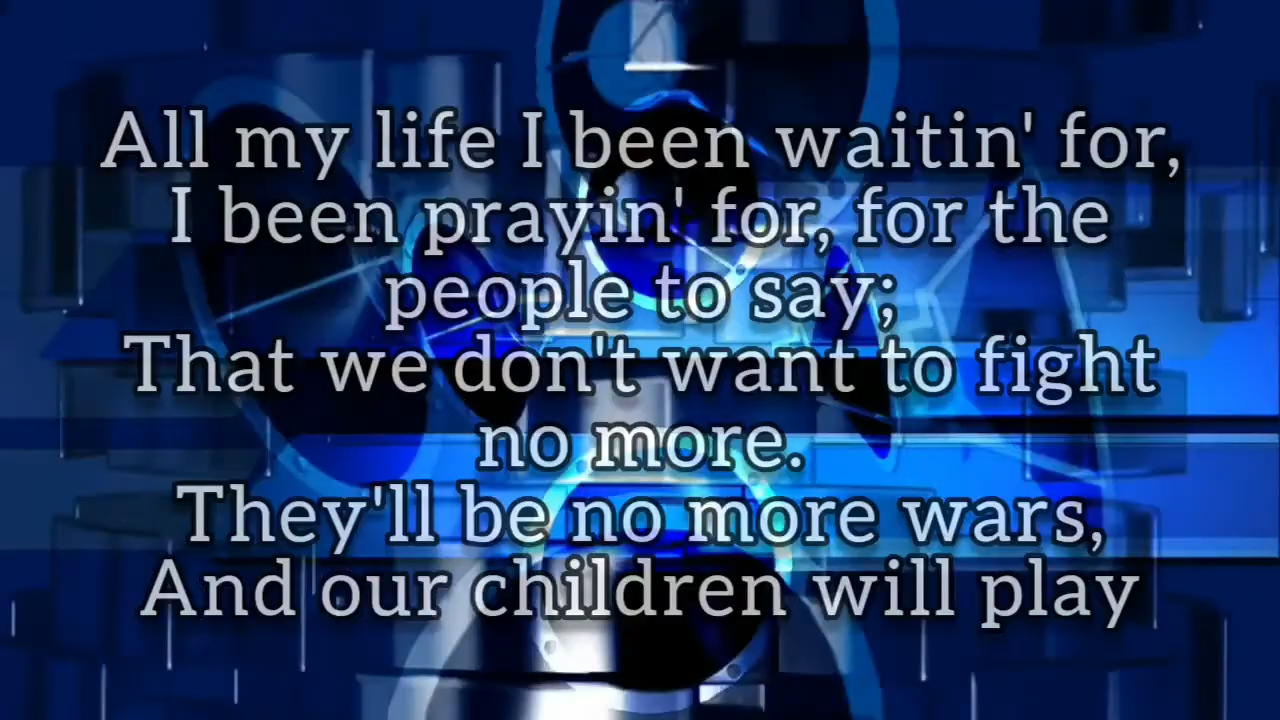 All my life I been waitin' for,
I been prayin' for, for the
people to say;
That we don't want to fight
no more.
They'll be no more wars,
And our children will play